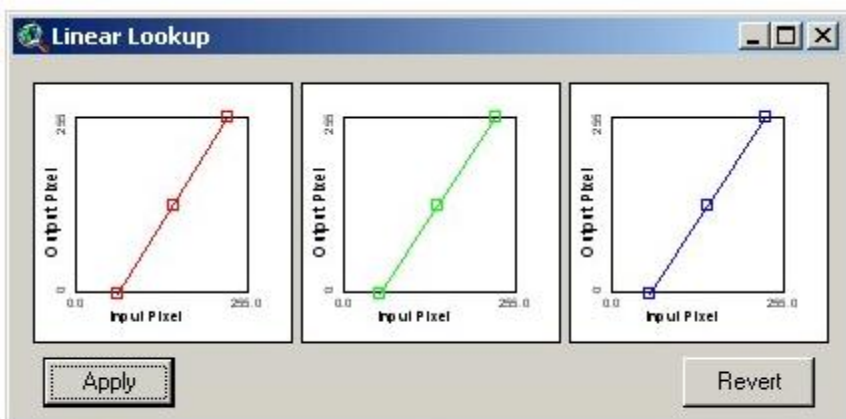 Linear Lookup
255
Output Pixel
0
0.0 255.0
Input Pixel
255
Output Pixel
0
0.0 255.0
Input Pixel
255
Output Pixel
0
0.0 255.0
Input Pixel
Apply Revert